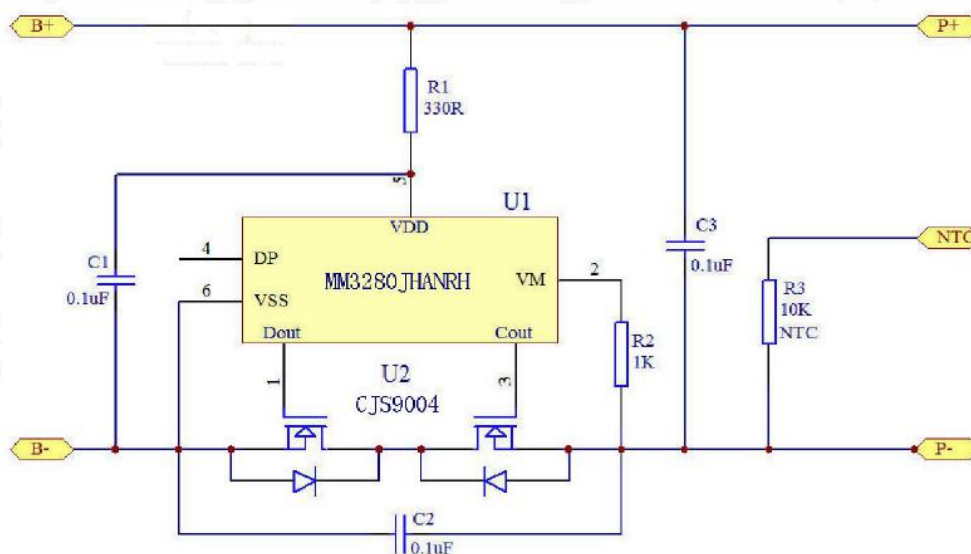 B+
P+
R1
330R
5
U1
VDD
C3
0.1uF
NTC
4
DP
C1
0.1uF
MM3280JHANRH
VM
2
R3
10K
NTC
6
VSS
Dout
Cout
R2
1K
1
U2
CJS9004
3
B-
P-
C2
0.1uF